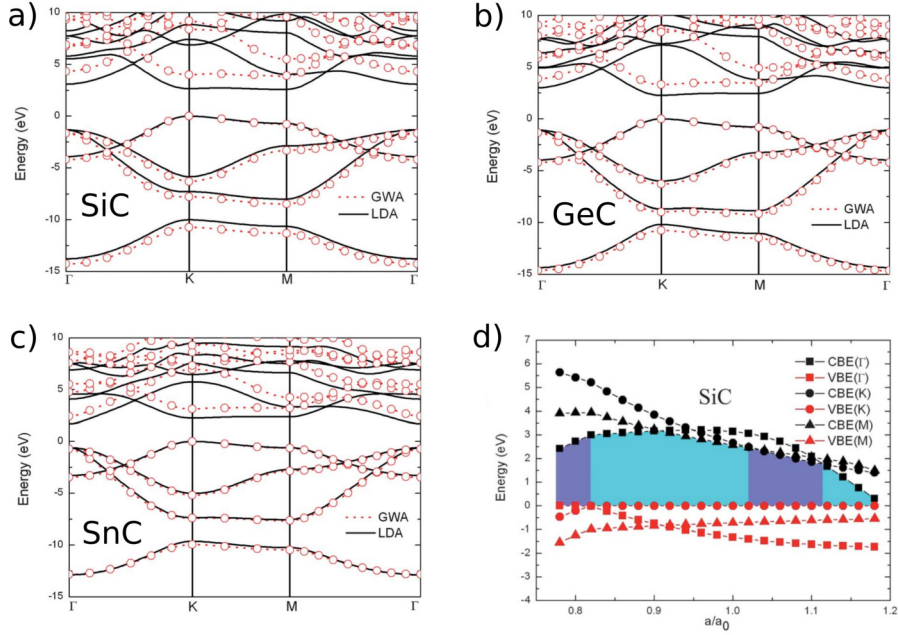 a)
10
5
0
-5
-10
-15
Energy (eV)
SiC
GWA
LDA
Γ K M Γ
b)
10
5
0
-5
-10
-15
Energy (eV)
GeC
GWA
LDA
Γ K M Γ
c)
10
5
0
-5
-10
-15
Energy (eV)
SnC
GWA
LDA
Γ K M Γ
d)
7
6
5
4
3
2
1
0
-1
-2
-3
-4
Energy (eV)
SiC
CBE(Γ)
VBE(Γ)
CBE(K)
VBE(K)
CBE(M)
VBE(M)
0.8 0.9 1.0 1.1 1.2
a/a0